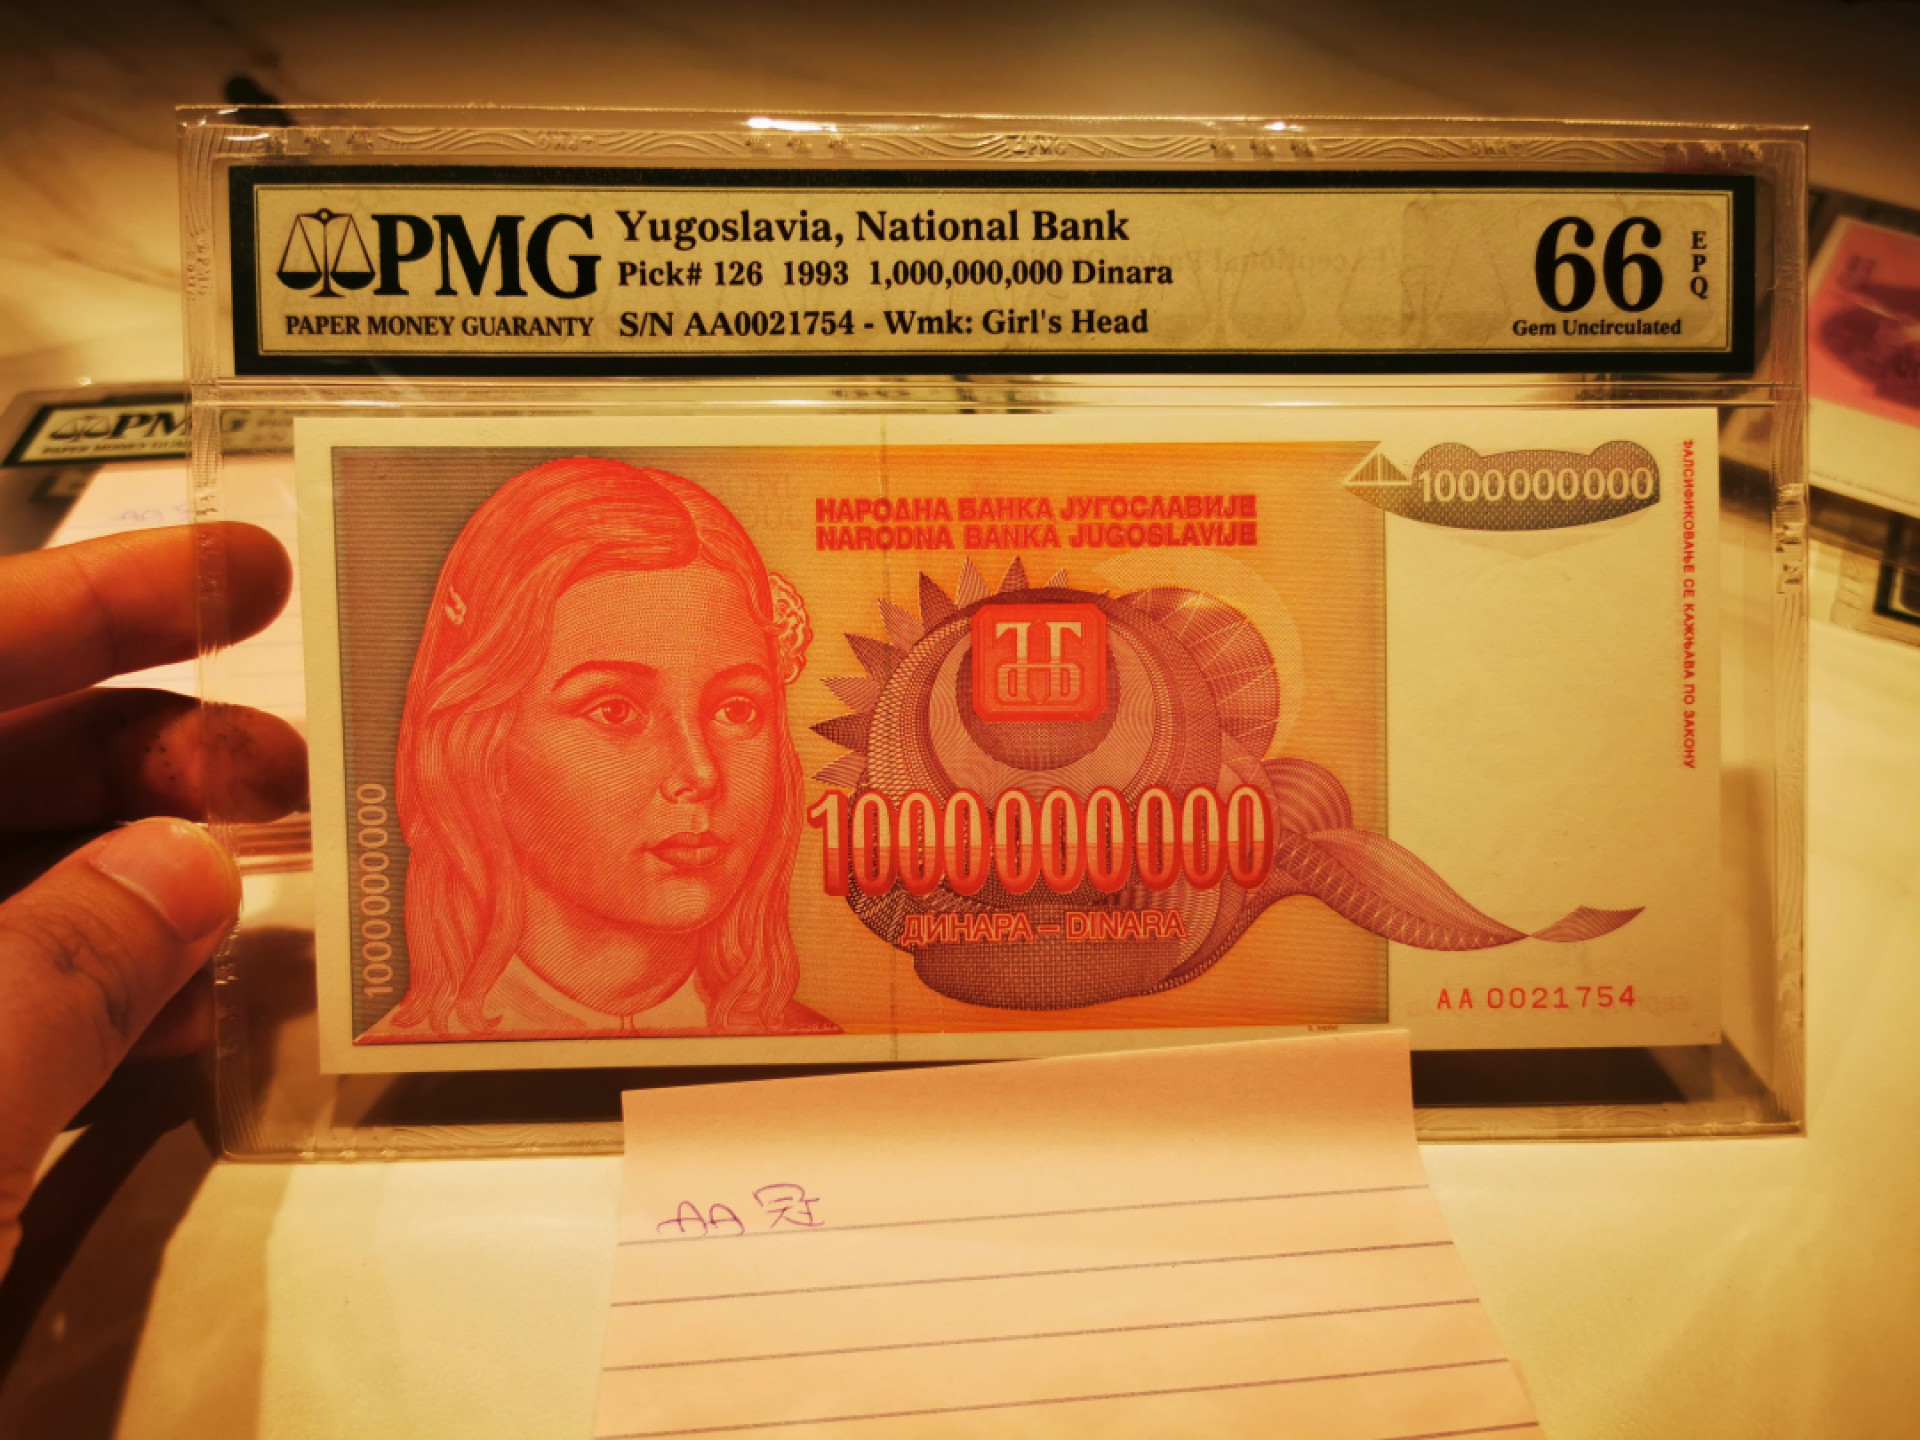 PMG
PAPER MONEY GUARANTY
Yugoslavia, National Bank
Pick# 126 1993 1,000,000,000 Dinara
S/N AA0021754 - Wmk: Girl's Head
66
EPQ
Gem Uncirculated
PM
1000000000
НАРОДНА БАНКА ЈУГОСЛАВИЈЕ
NARODNA BANKA JUGOSLAVIJE
ФАЛСИФИКОВАЊЕ СЕ КАЖЊАВА ПО ЗАКОНУ
1000000000
1000000000
ДИНАРА – DINARA
AA 0021754
AA 冠